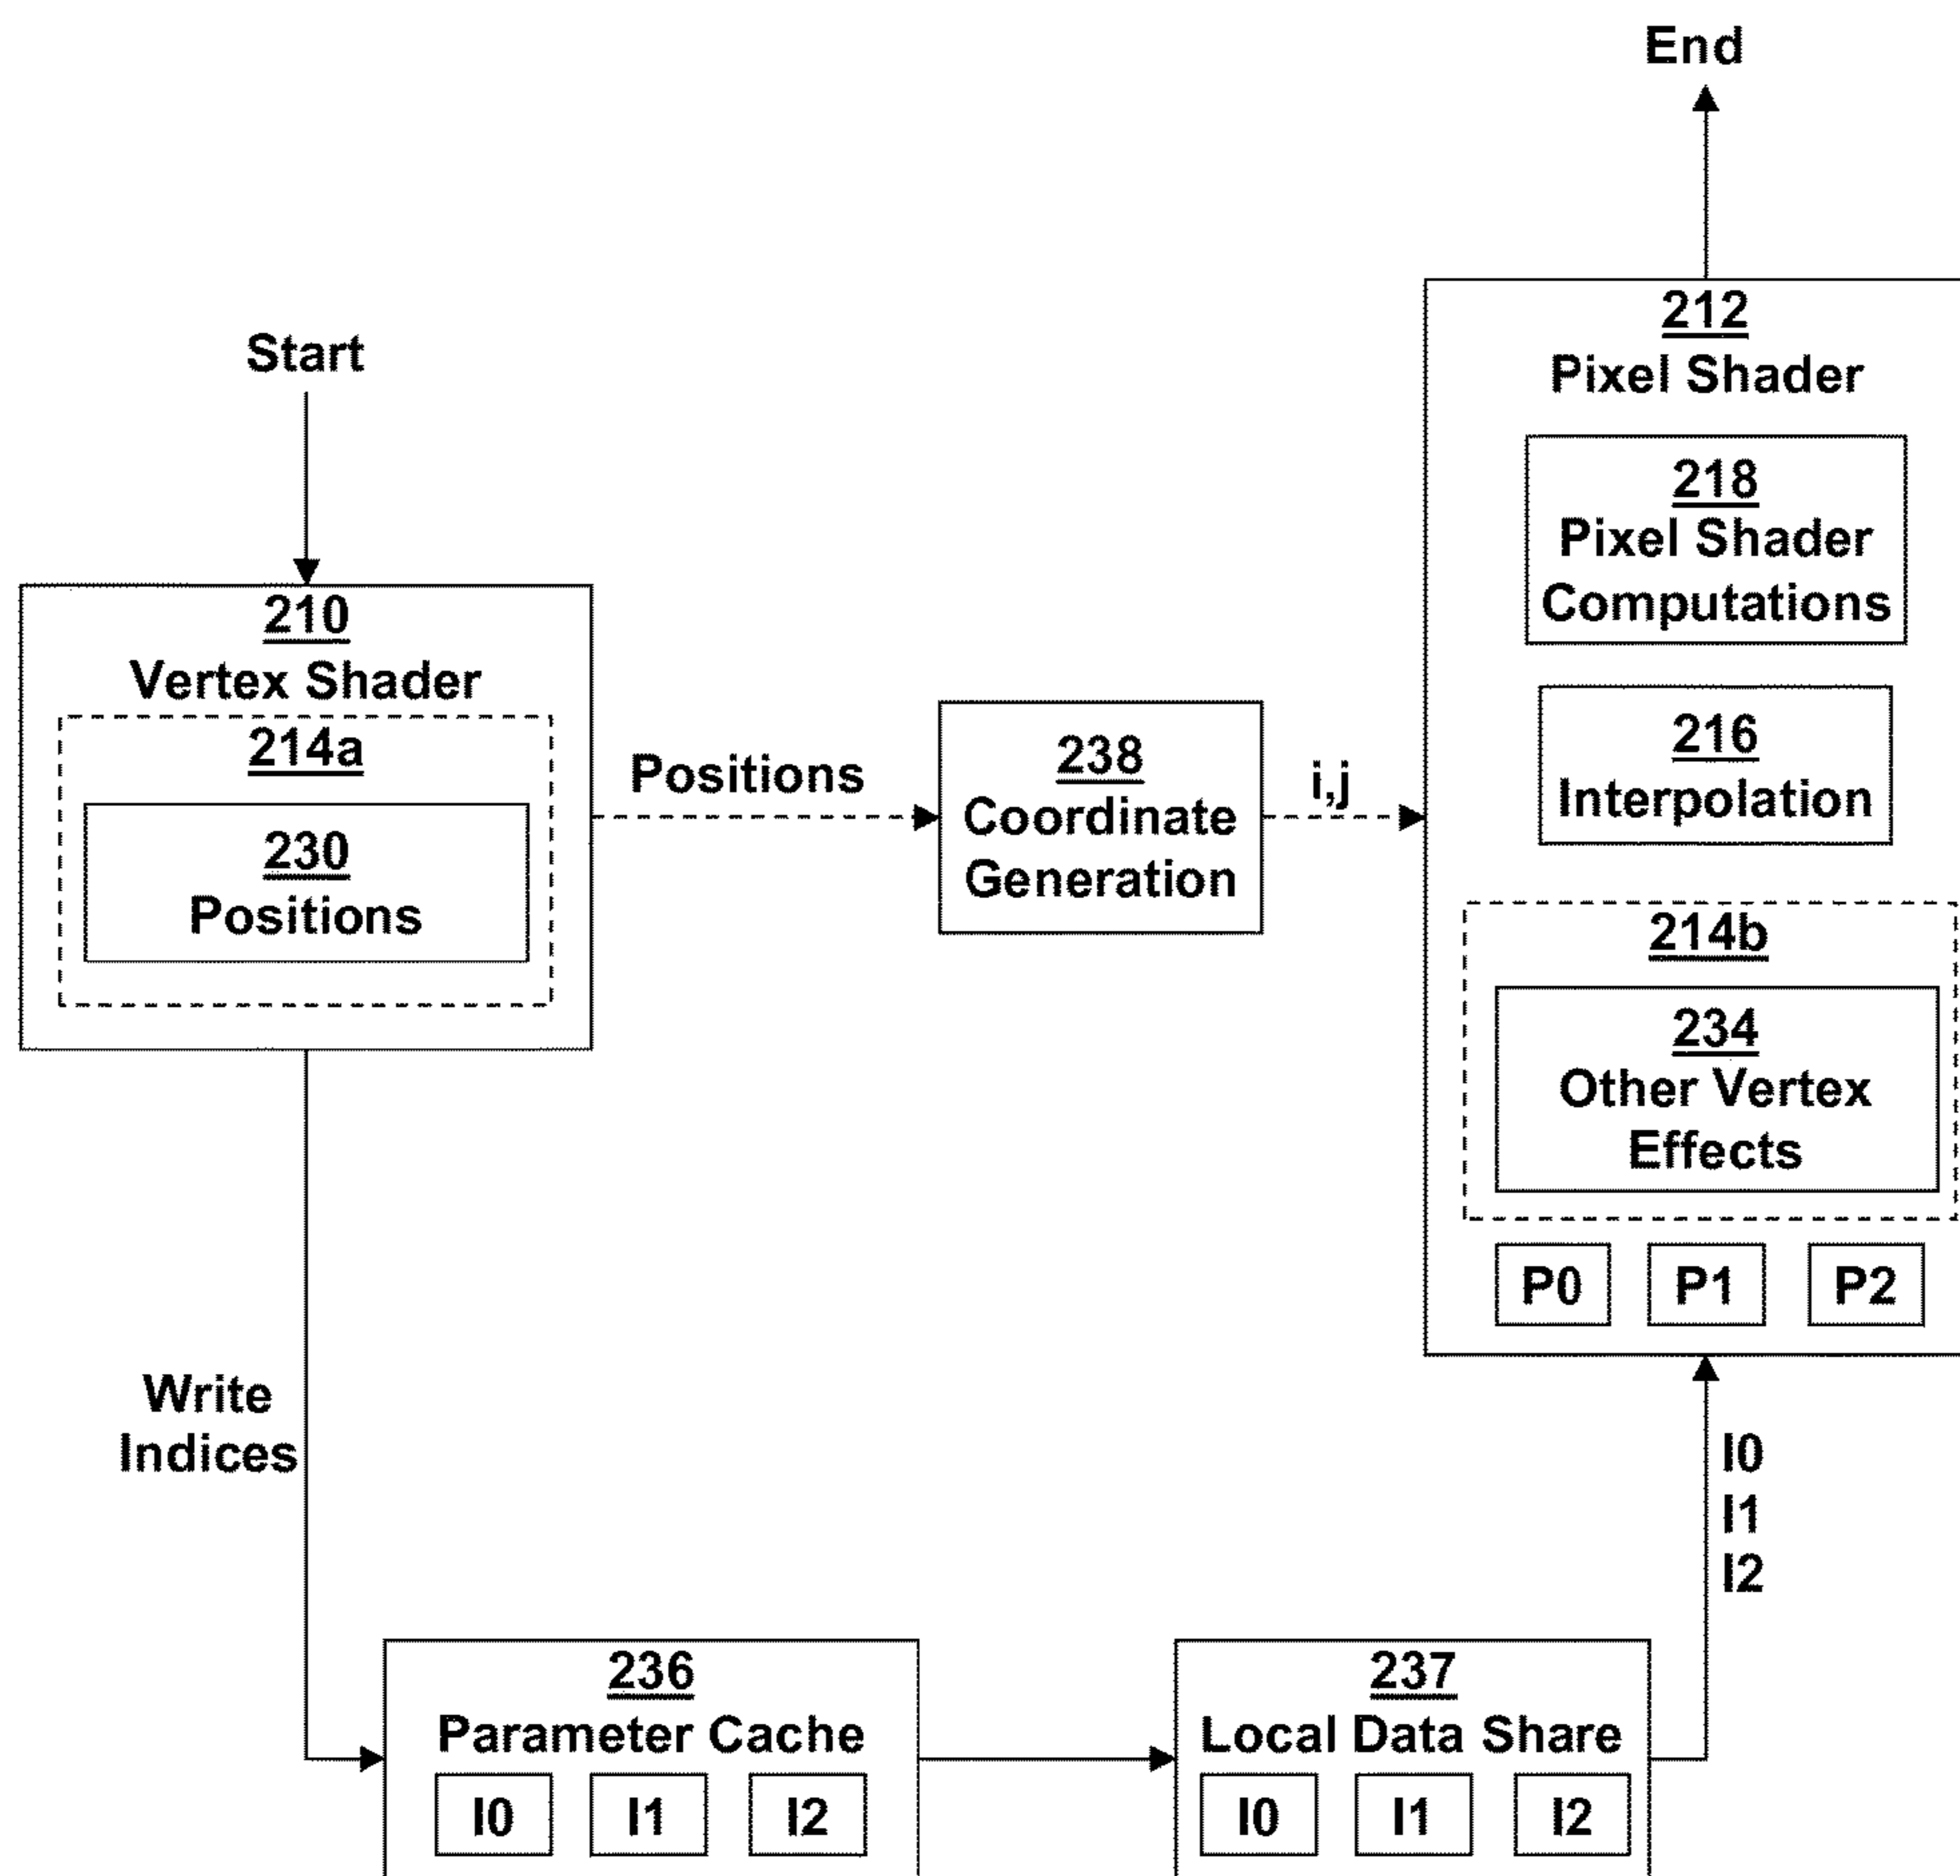 End
Start
212
Pixel Shader
218
Pixel Shader
Computations
216
Interpolation
214b
234
Other Vertex
Effects
P0 P1 P2
210
Vertex Shader
214a
230
Positions
Positions
238
Coordinate
Generation
i,j
Write
Indices
I0
I1
I2
236
Parameter Cache
I0 I1 I2
237
Local Data Share
I0 I1 I2